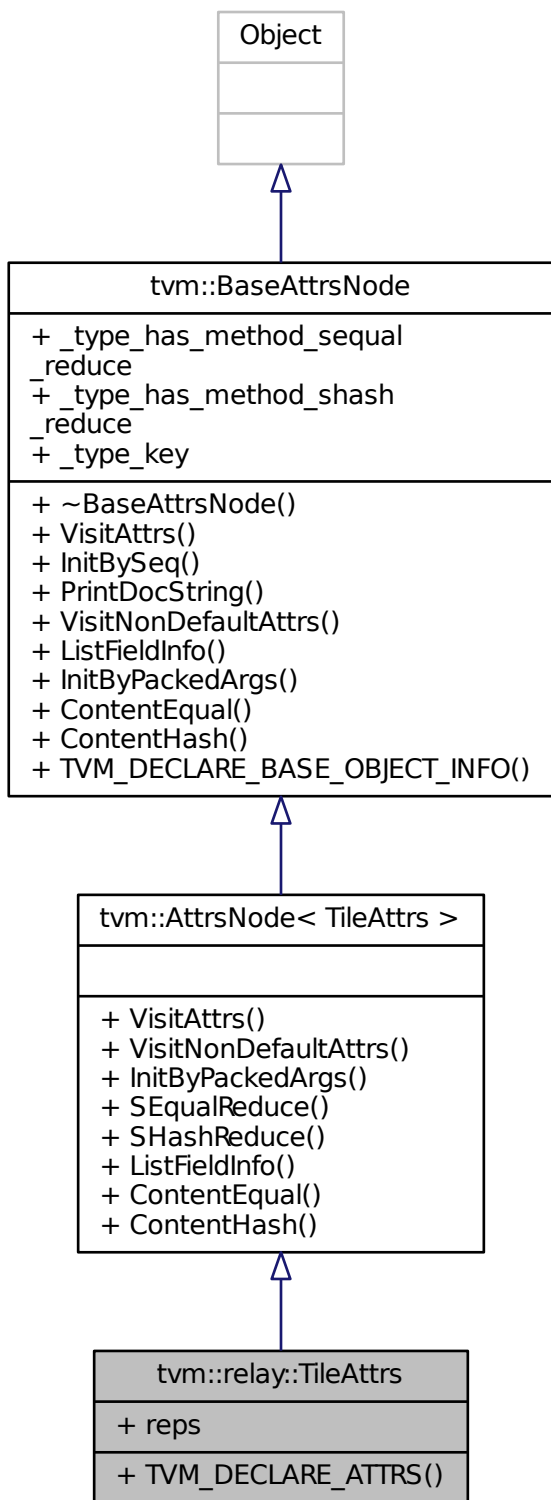 Object
tvm::BaseAttrsNode
+ _type_has_method_sequal
_reduce
+ _type_has_method_shash
_reduce
+ _type_key
+ ~BaseAttrsNode()
+ VisitAttrs()
+ InitBySeq()
+ PrintDocString()
+ VisitNonDefaultAttrs()
+ ListFieldInfo()
+ InitByPackedArgs()
+ ContentEqual()
+ ContentHash()
+ TVM_DECLARE_BASE_OBJECT_INFO()
tvm::AttrsNode< TileAttrs >
+ VisitAttrs()
+ VisitNonDefaultAttrs()
+ InitByPackedArgs()
+ SEqualReduce()
+ SHashReduce()
+ ListFieldInfo()
+ ContentEqual()
+ ContentHash()
tvm::relay::TileAttrs
+ reps
+ TVM_DECLARE_ATTRS()